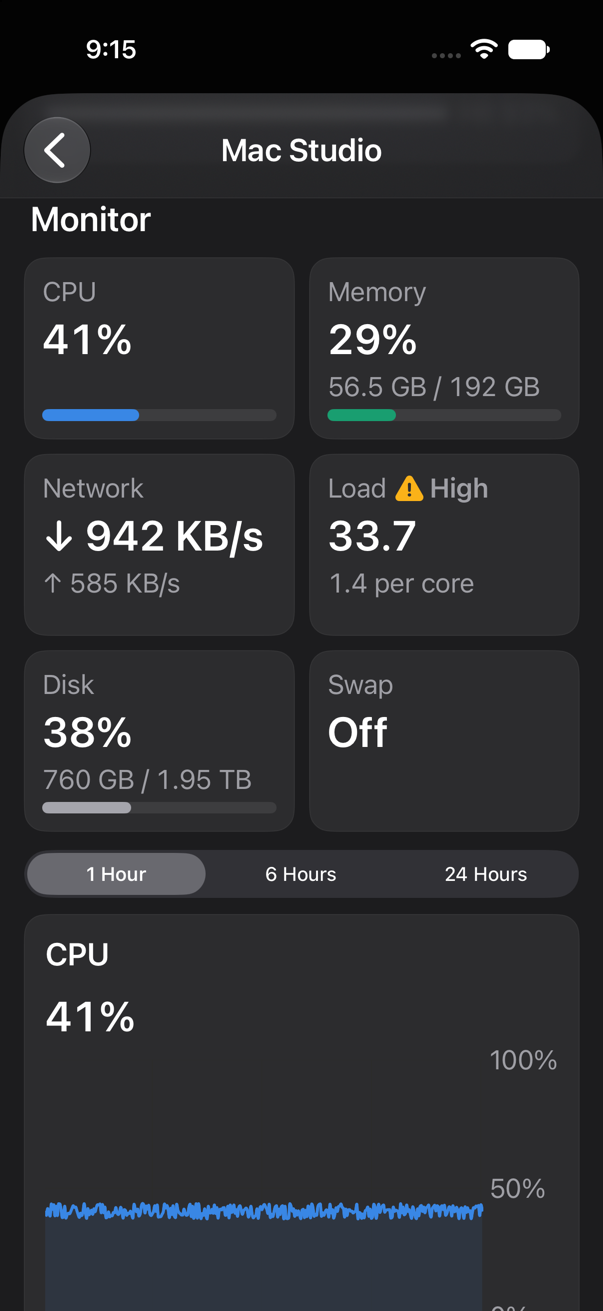 9:15
Mac Studio
Monitor
CPU
41%
Memory
29%
56.5 GB / 192 GB
Network
↓ 942 KB/s
↑ 585 KB/s
Load ⚠ High
33.7
1.4 per core
Disk
38%
760 GB / 1.95 TB
Swap
Off
1 Hour
6 Hours
24 Hours
CPU
41%
100%
50%